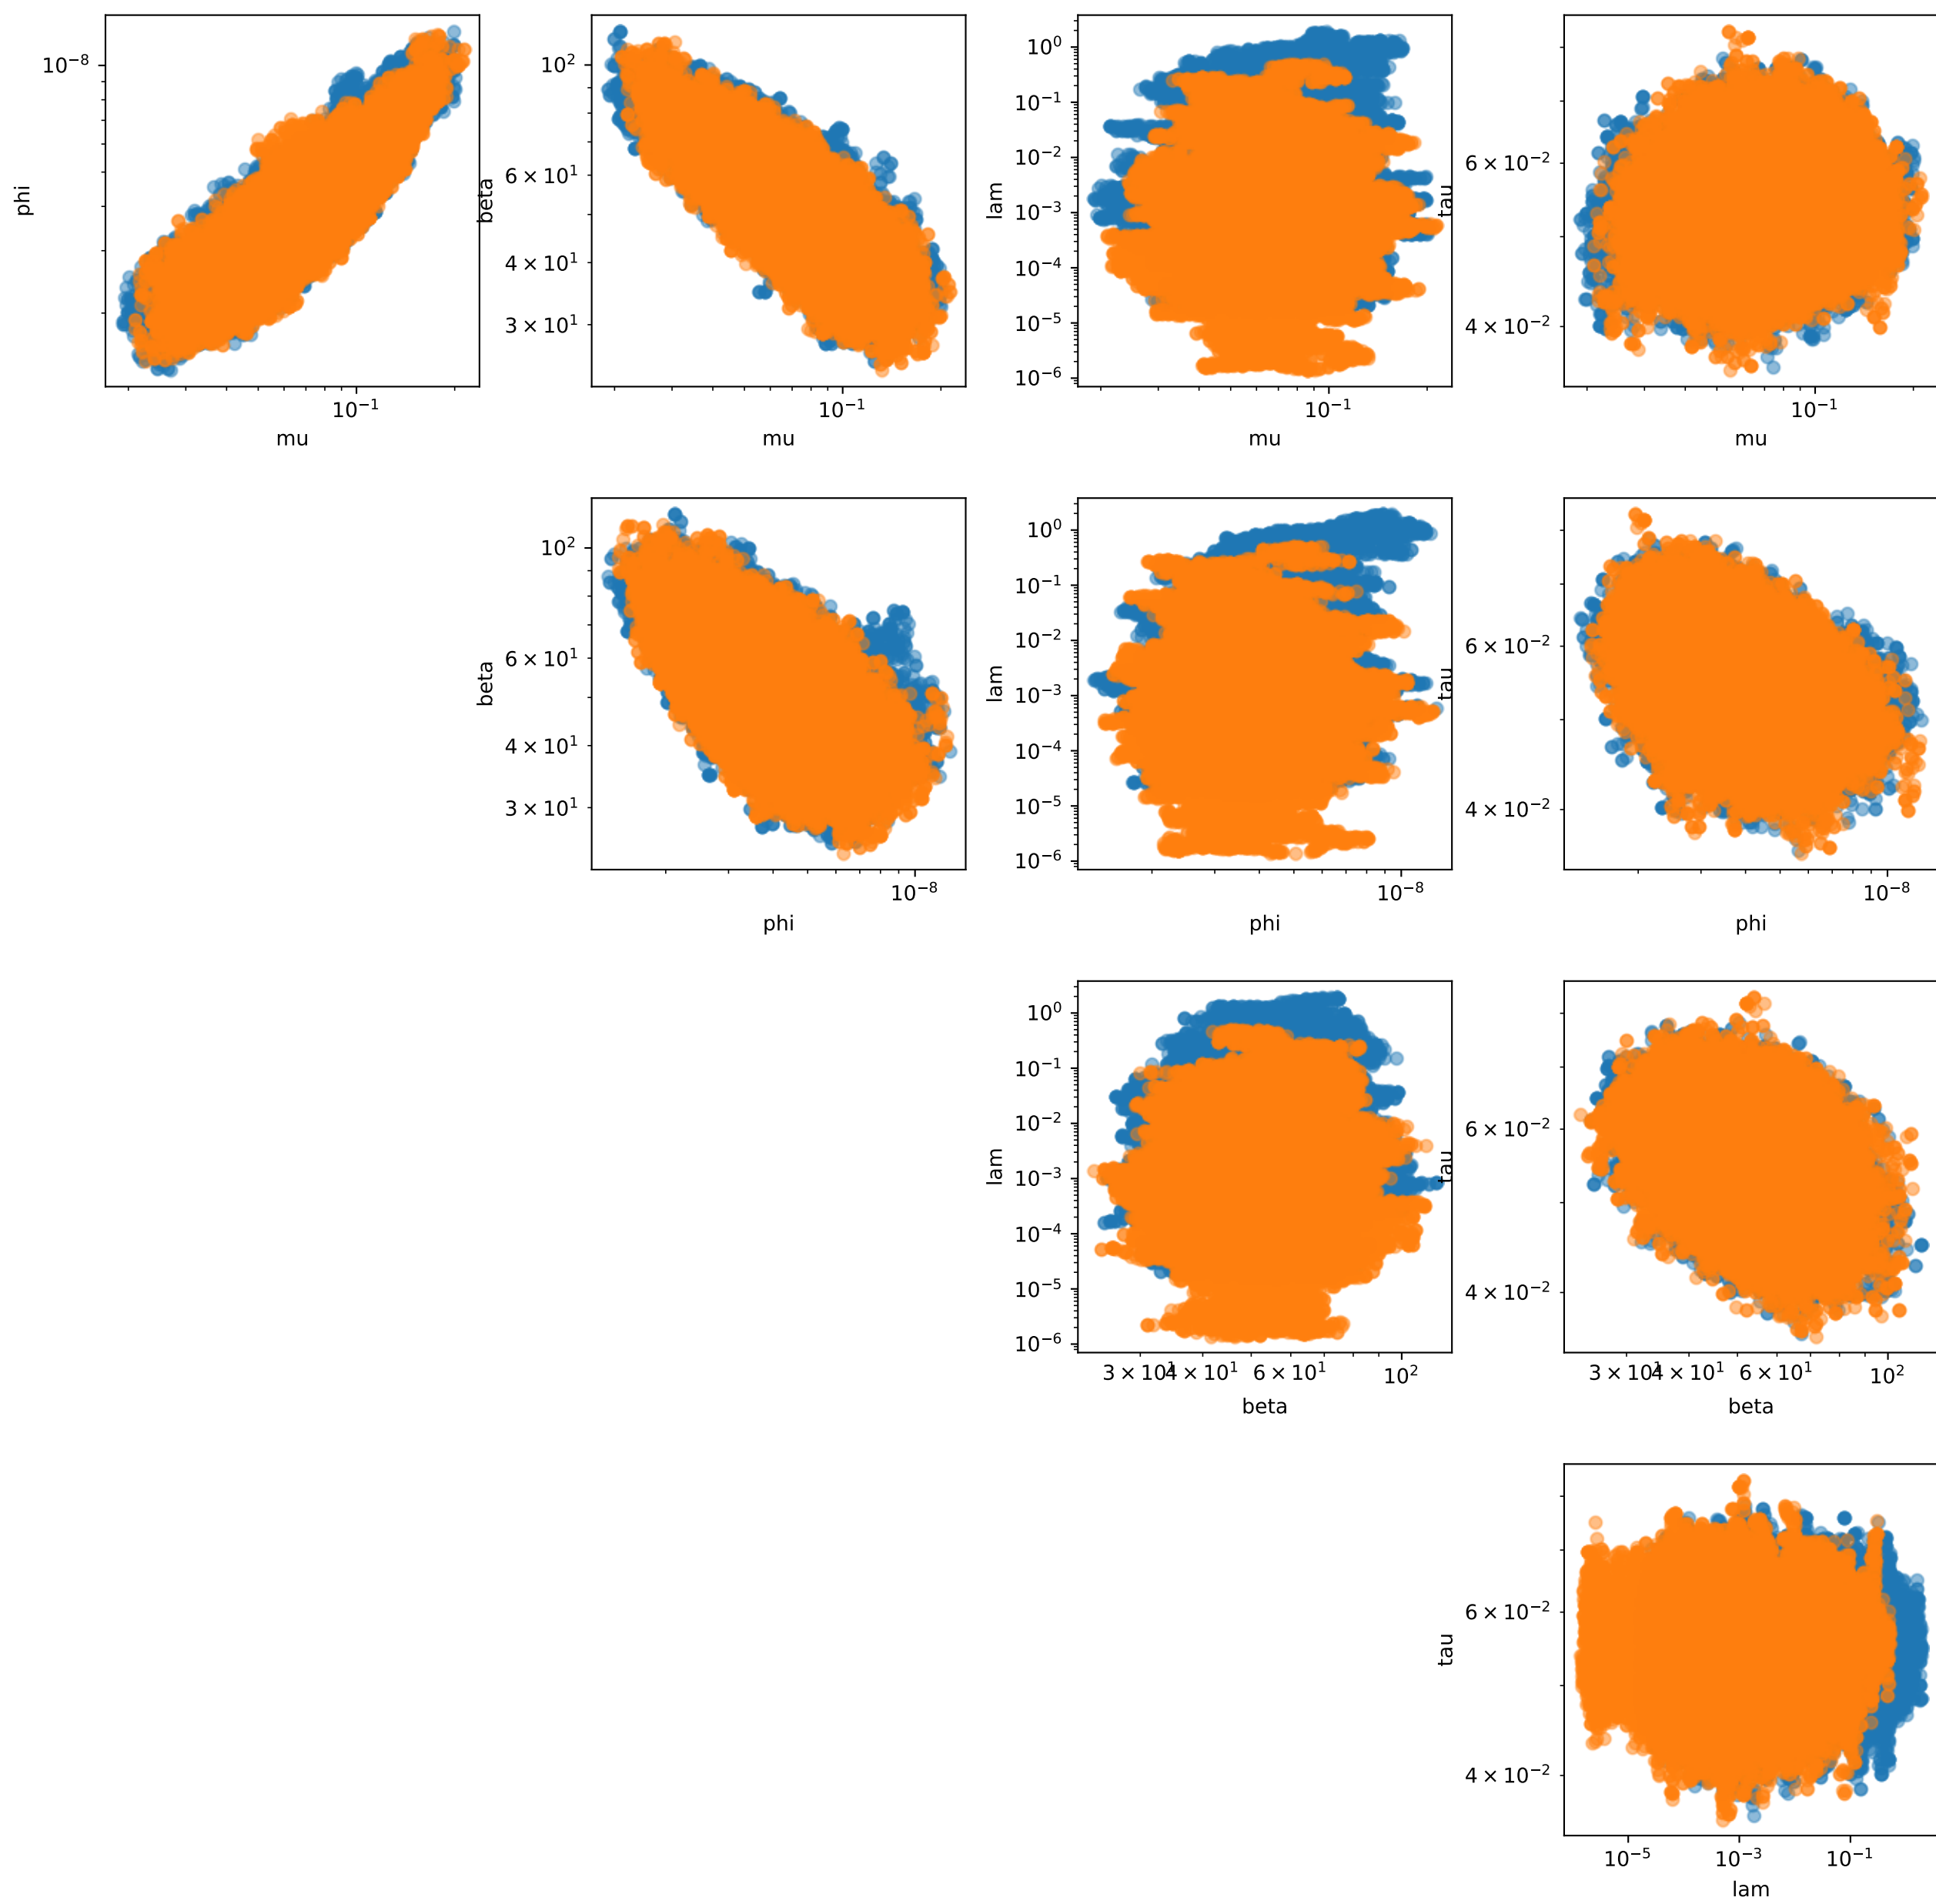 10⁻⁸
phi
10⁻¹
mu
10²
6 × 10¹
4 × 10¹
3 × 10¹
beta
10⁻¹
mu
10⁰
10⁻¹
10⁻²
10⁻³
10⁻⁴
10⁻⁵
10⁻⁶
lam
10⁻¹
mu
6 × 10⁻²
4 × 10⁻²
tau
10⁻¹
mu
10²
6 × 10¹
4 × 10¹
3 × 10¹
beta
10⁻⁸
phi
10⁰
10⁻¹
10⁻²
10⁻³
10⁻⁴
10⁻⁵
10⁻⁶
lam
10⁻⁸
phi
6 × 10⁻²
4 × 10⁻²
tau
10⁻⁸
phi
10⁰
10⁻¹
10⁻²
10⁻³
10⁻⁴
10⁻⁵
10⁻⁶
lam
3 × 10¹ 4 × 10¹ 6 × 10¹ 10²
beta
6 × 10⁻²
4 × 10⁻²
tau
3 × 10¹ 4 × 10¹ 6 × 10¹ 10²
beta
6 × 10⁻²
4 × 10⁻²
tau
10⁻⁵ 10⁻³ 10⁻¹
lam